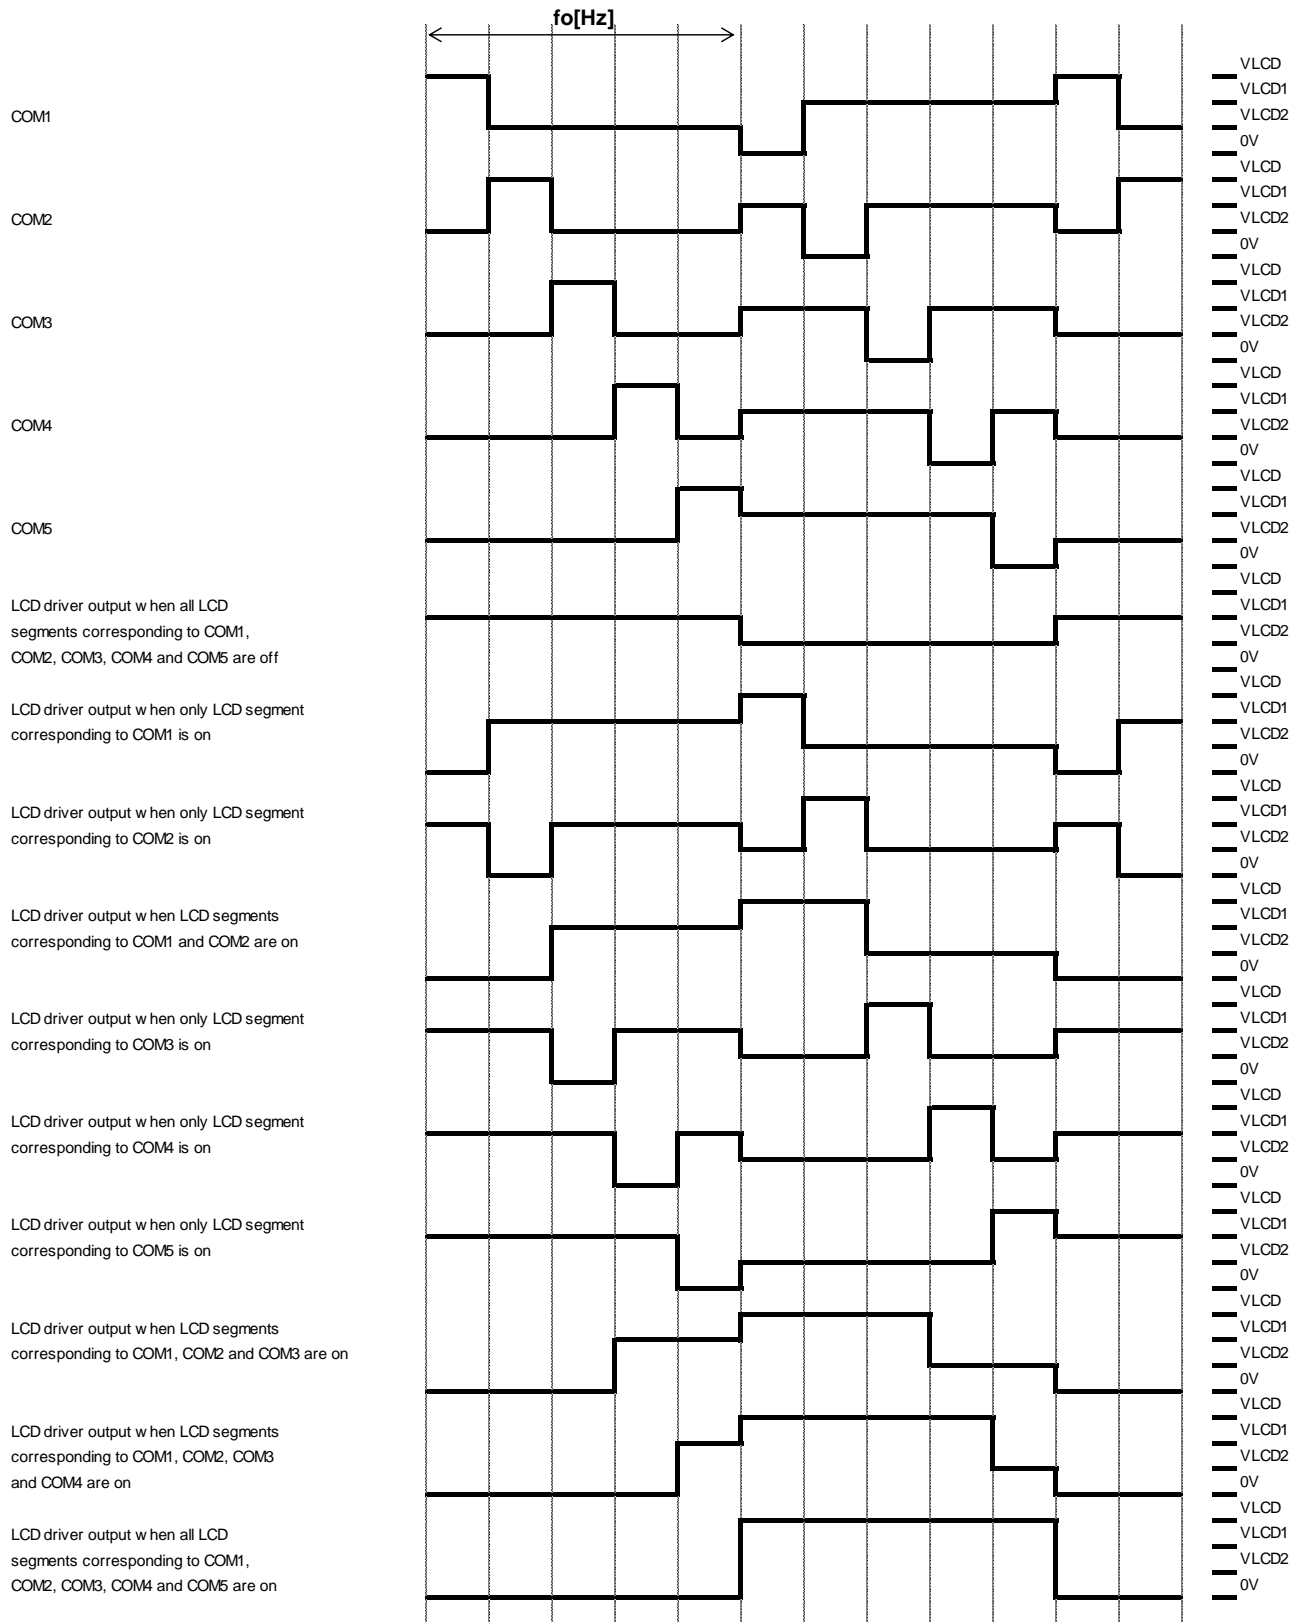 fo[Hz]
VLCD
VLCD1
COM1
VLCD2
0V
VLCD
VLCD1
COM2
VLCD2
0V
VLCD
VLCD1
COM3
VLCD2
0V
VLCD
VLCD1
COM4
VLCD2
0V
VLCD
VLCD1
COM5
VLCD2
0V
VLCD
LCD driver output when all LCD
VLCD1
segments corresponding to COM1,
VLCD2
COM2, COM3, COM4 and COM5 are off
0V
VLCD
LCD driver output when only LCD segment
VLCD1
corresponding to COM1 is on
VLCD2
0V
VLCD
LCD driver output when only LCD segment
VLCD1
corresponding to COM2 is on
VLCD2
0V
VLCD
LCD driver output when LCD segments
VLCD1
corresponding to COM1 and COM2 are on
VLCD2
0V
VLCD
LCD driver output when only LCD segment
VLCD1
corresponding to COM3 is on
VLCD2
0V
VLCD
LCD driver output when only LCD segment
VLCD1
corresponding to COM4 is on
VLCD2
0V
VLCD
LCD driver output when only LCD segment
VLCD1
corresponding to COM5 is on
VLCD2
0V
VLCD
LCD driver output when LCD segments
VLCD1
corresponding to COM1, COM2 and COM3 are on
VLCD2
0V
VLCD
LCD driver output when LCD segments
VLCD1
corresponding to COM1, COM2, COM3
VLCD2
and COM4 are on
0V
VLCD
LCD driver output when all LCD
VLCD1
segments corresponding to COM1,
VLCD2
COM2, COM3, COM4 and COM5 are on
0V